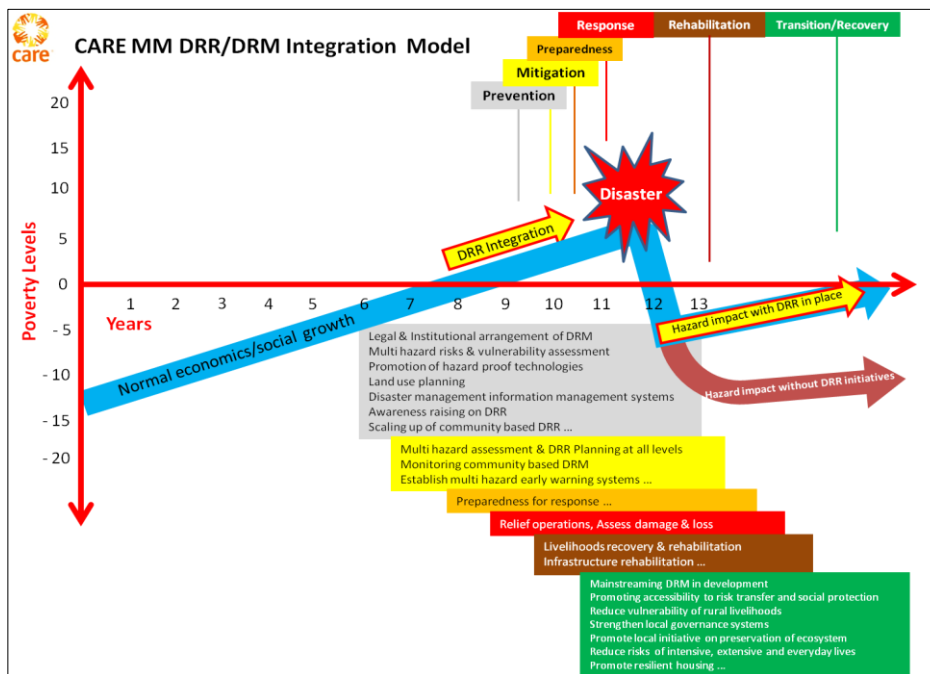 care
CARE MM DRR/DRM Integration Model
Response
Rehabilitation
Transition/Recovery
Preparedness
Mitigation
Prevention
Poverty Levels
20
15
10
5
0
- 5
- 10
- 15
- 20
Years
1 2 3 4 5 6 7 8 9 10 11 12 13
Normal economics/social growth
DRR Integration
Disaster
Hazard impact with DRR in place
Hazard impact without DRR initiatives
Legal & Institutional arrangement of DRM
Multi hazard risks & vulnerability assessment
Promotion of hazard proof technologies
Land use planning
Disaster management information management systems
Awareness raising on DRR
Scaling up of community based DRR ...
Multi hazard assessment & DRR Planning at all levels
Monitoring community based DRM
Establish multi hazard early warning systems ...
Preparedness for response ...
Relief operations, Assess damage & loss
Livelihoods recovery & rehabilitation
Infrastructure rehabilitation ...
Mainstreaming DRM in development
Promoting accessibility to risk transfer and social protection
Reduce vulnerability of rural livelihoods
Strengthen local governance systems
Promote local initiative on preservation of ecosystem
Reduce risks of intensive, extensive and everyday lives
Promote resilient housing ...